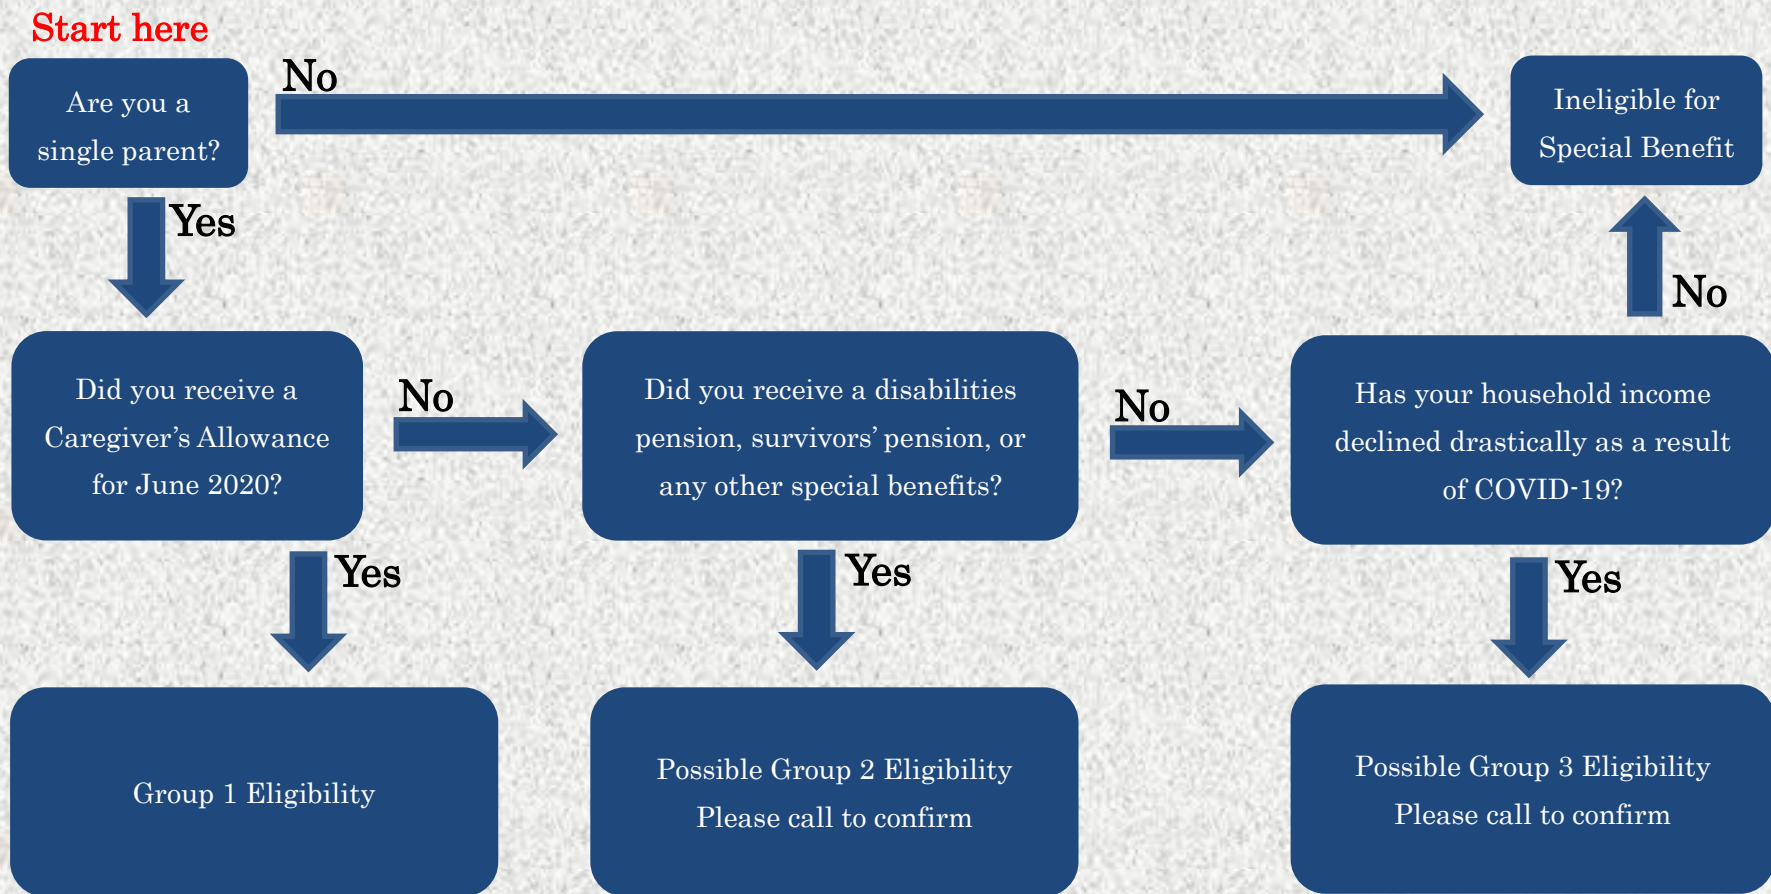 Start here
Are you a
single parent?
No
Ineligible for
Special Benefit
Yes
No
Did you receive a
Caregiver’s Allowance
for June 2020?
No
Did you receive a disabilities
pension, survivors’ pension, or
any other special benefits?
No
Has your household income
declined drastically as a result
of COVID-19?
Yes
Yes
Yes
Group 1 Eligibility
Possible Group 2 Eligibility
Please call to confirm
Possible Group 3 Eligibility
Please call to confirm